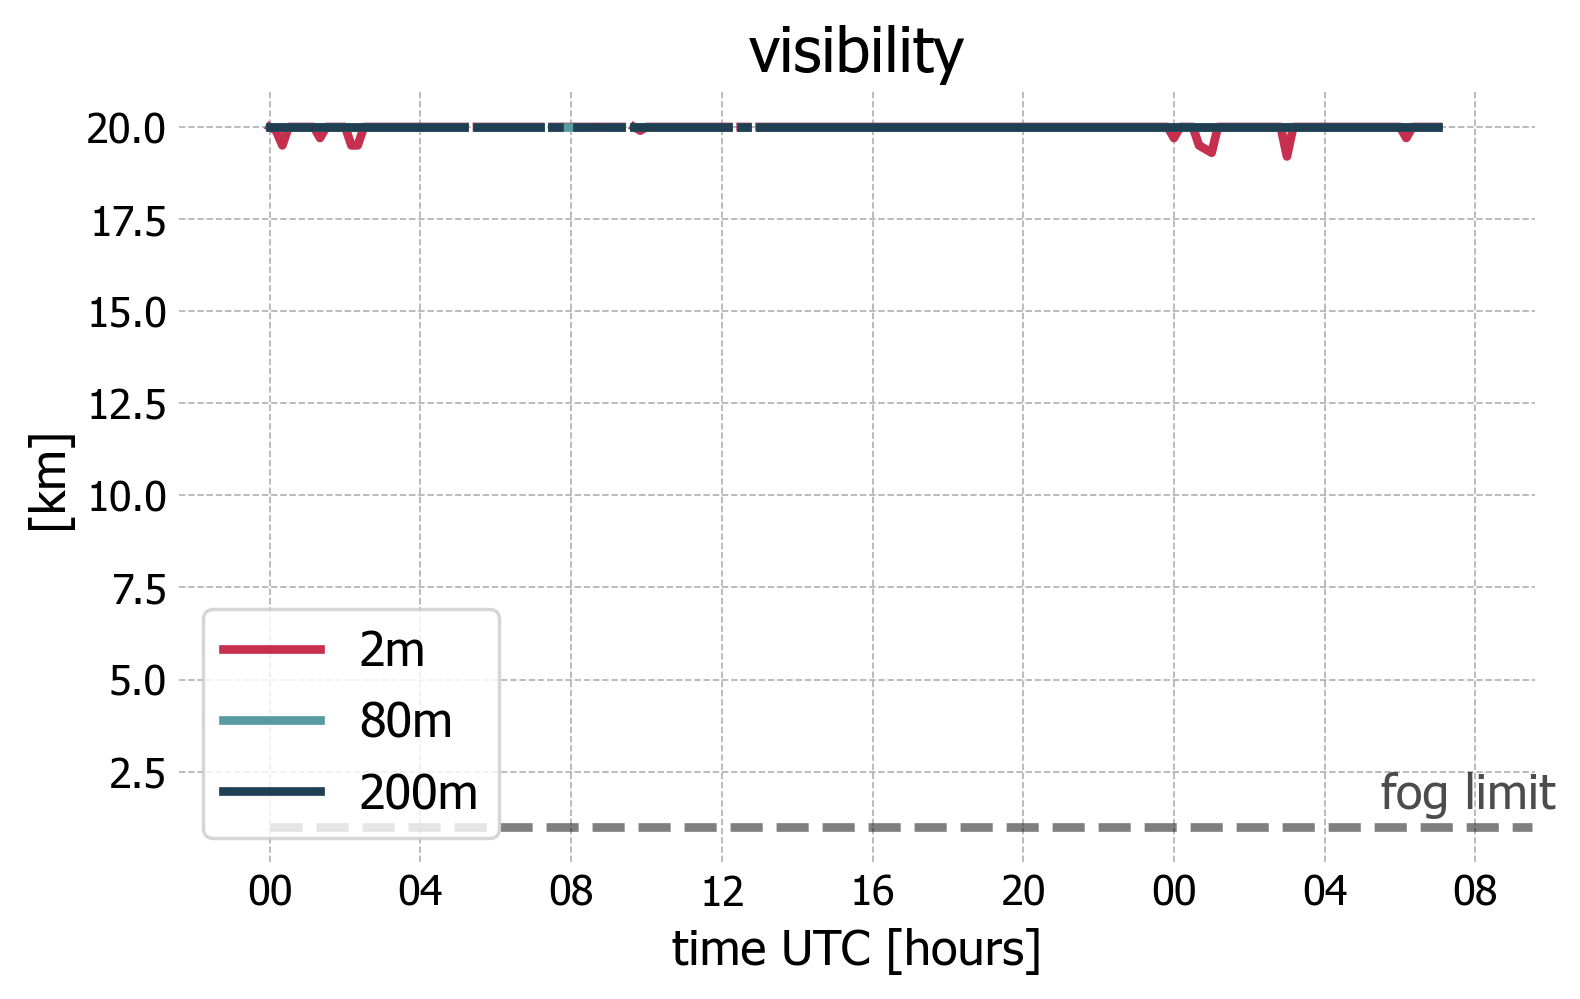 visibility
20.0
17.5
15.0
12.5
10.0
7.5
5.0
2.5
[km]
2m
80m
200m
fog limit
00 04 08 12 16 20 00 04 08
time UTC [hours]